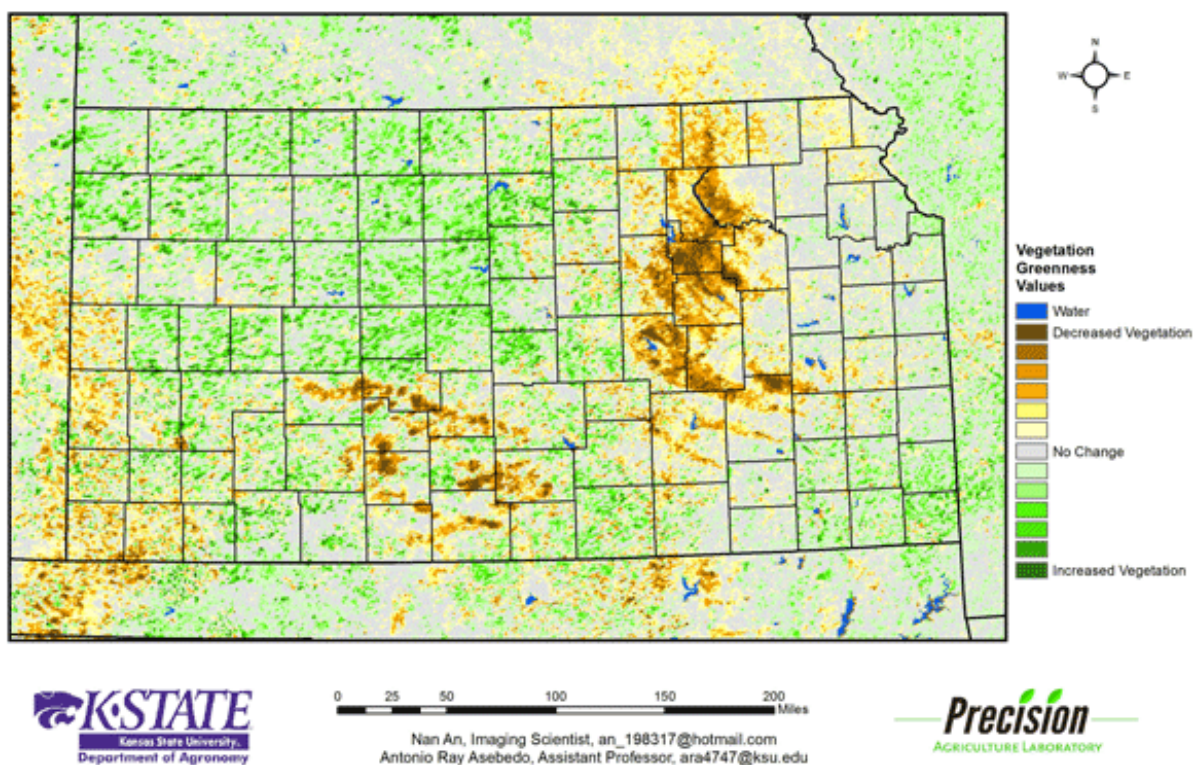 N
W E
S
Vegetation
Greenness
Values
Water
Decreased Vegetation
No Change
Increased Vegetation
K-STATE
Kansas State University.
Department of Agronomy
0 25 50 100 150 200
Miles
Nan An, Imaging Scientist, an_198317@hotmail.com
Antonio Ray Asebedo, Assistant Professor, ara4747@ksu.edu
Precision
AGRICULTURE LABORATORY